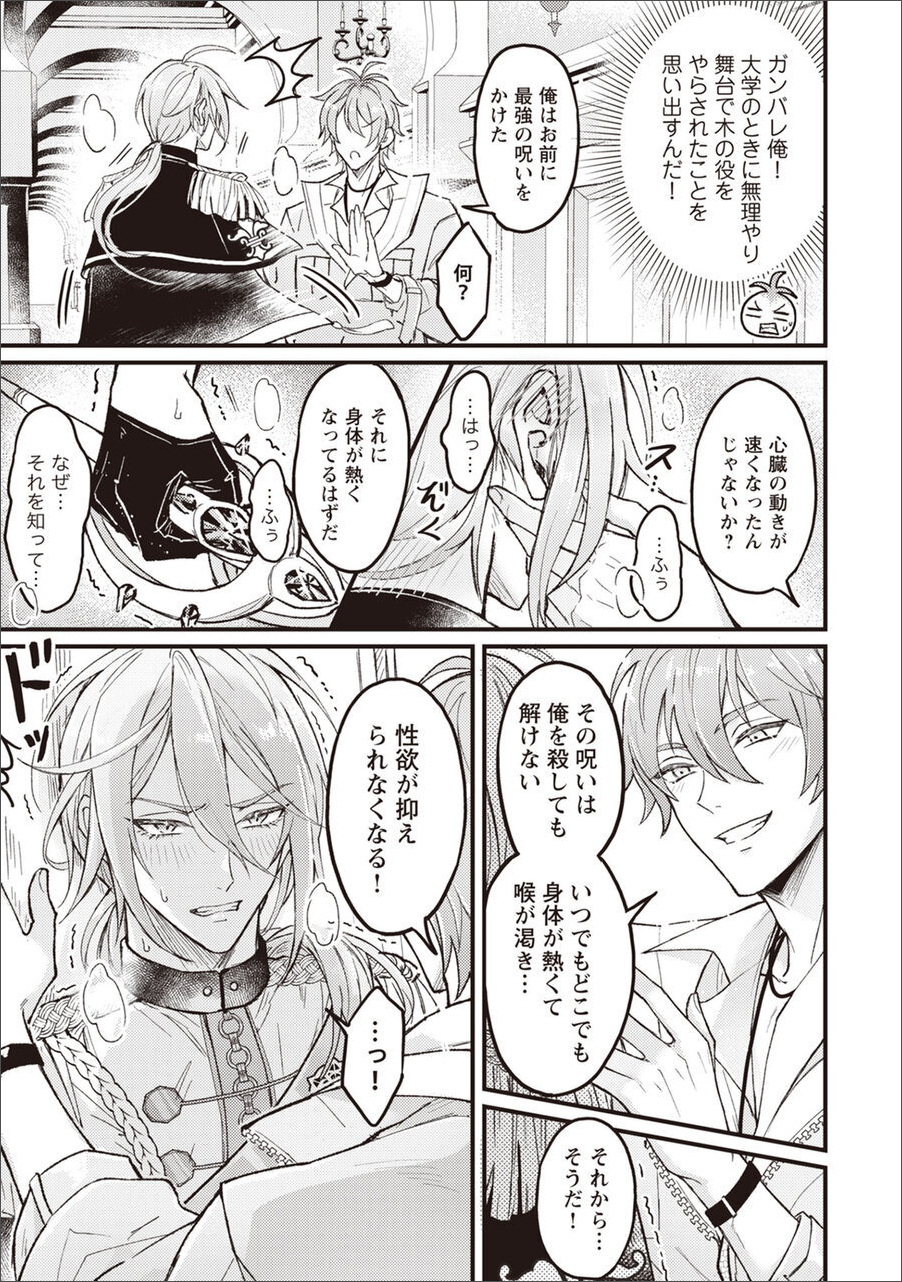 ガンバレ俺！
大学のときに無理やり
舞台で木の役を
やらされたことを
思い出すんだ！
俺はお前に
最強の呪いを
かけた
何？
心臓の動きが
速くなったん
じゃないか？
ス…
…ふぅ
…はっ…
ぞくっ
それに
身体が熱く
なってるはずだ
…ふぅ
なぜ…
それを知って…
その呪いは
俺を殺しても
解けない
いつでもどこでも
身体が熱くて
喉が渇き…
性欲が抑え
られなくなる！
ドッ
…っ！
それから…
そうだ！